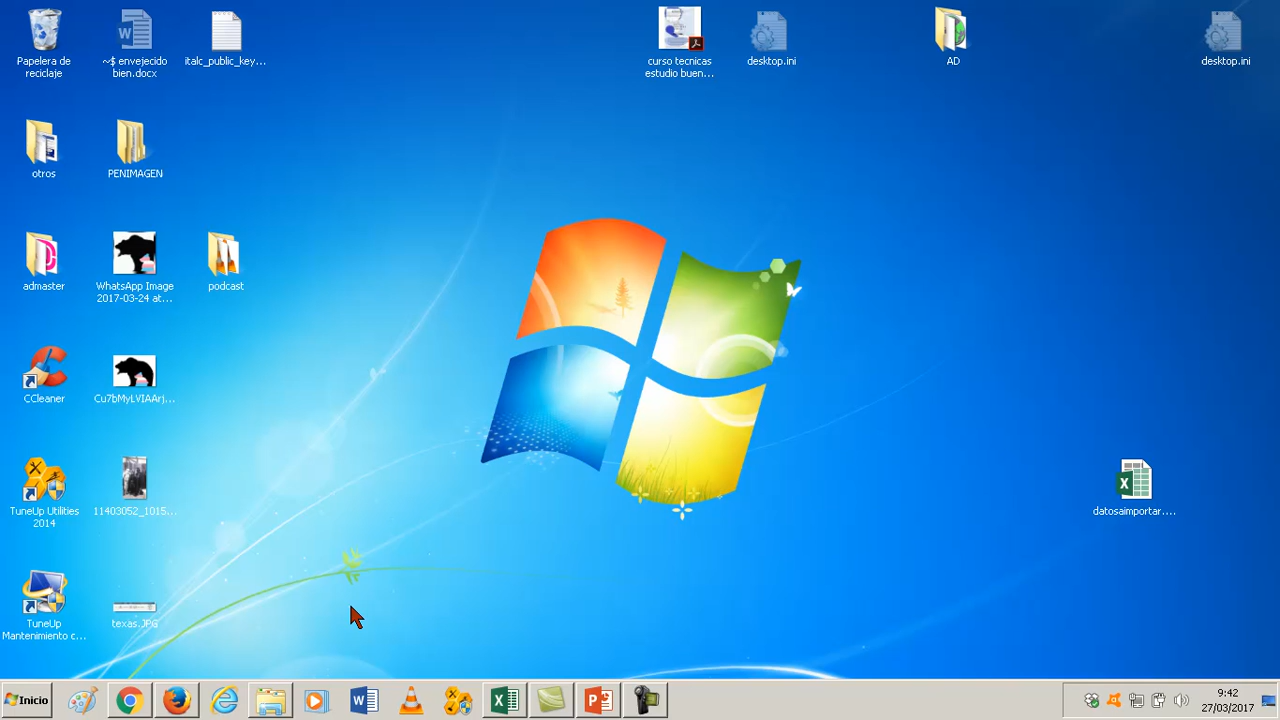 Papelera de
reciclaje
~$ envejecido
bien.docx
italc_public_key...
curso tecnicas
estudio buen...
desktop.ini
AD
desktop.ini
otros
PENIMAGEN
admaster
WhatsApp Image
2017-03-24 at...
podcast
CCleaner
Cu7bMyLVIAArj...
TuneUp Utilities
2014
11403052_1015...
datosaimportar....
TuneUp
Mantenimiento c...
texas.JPG
Inicio
9:42
27/03/2017